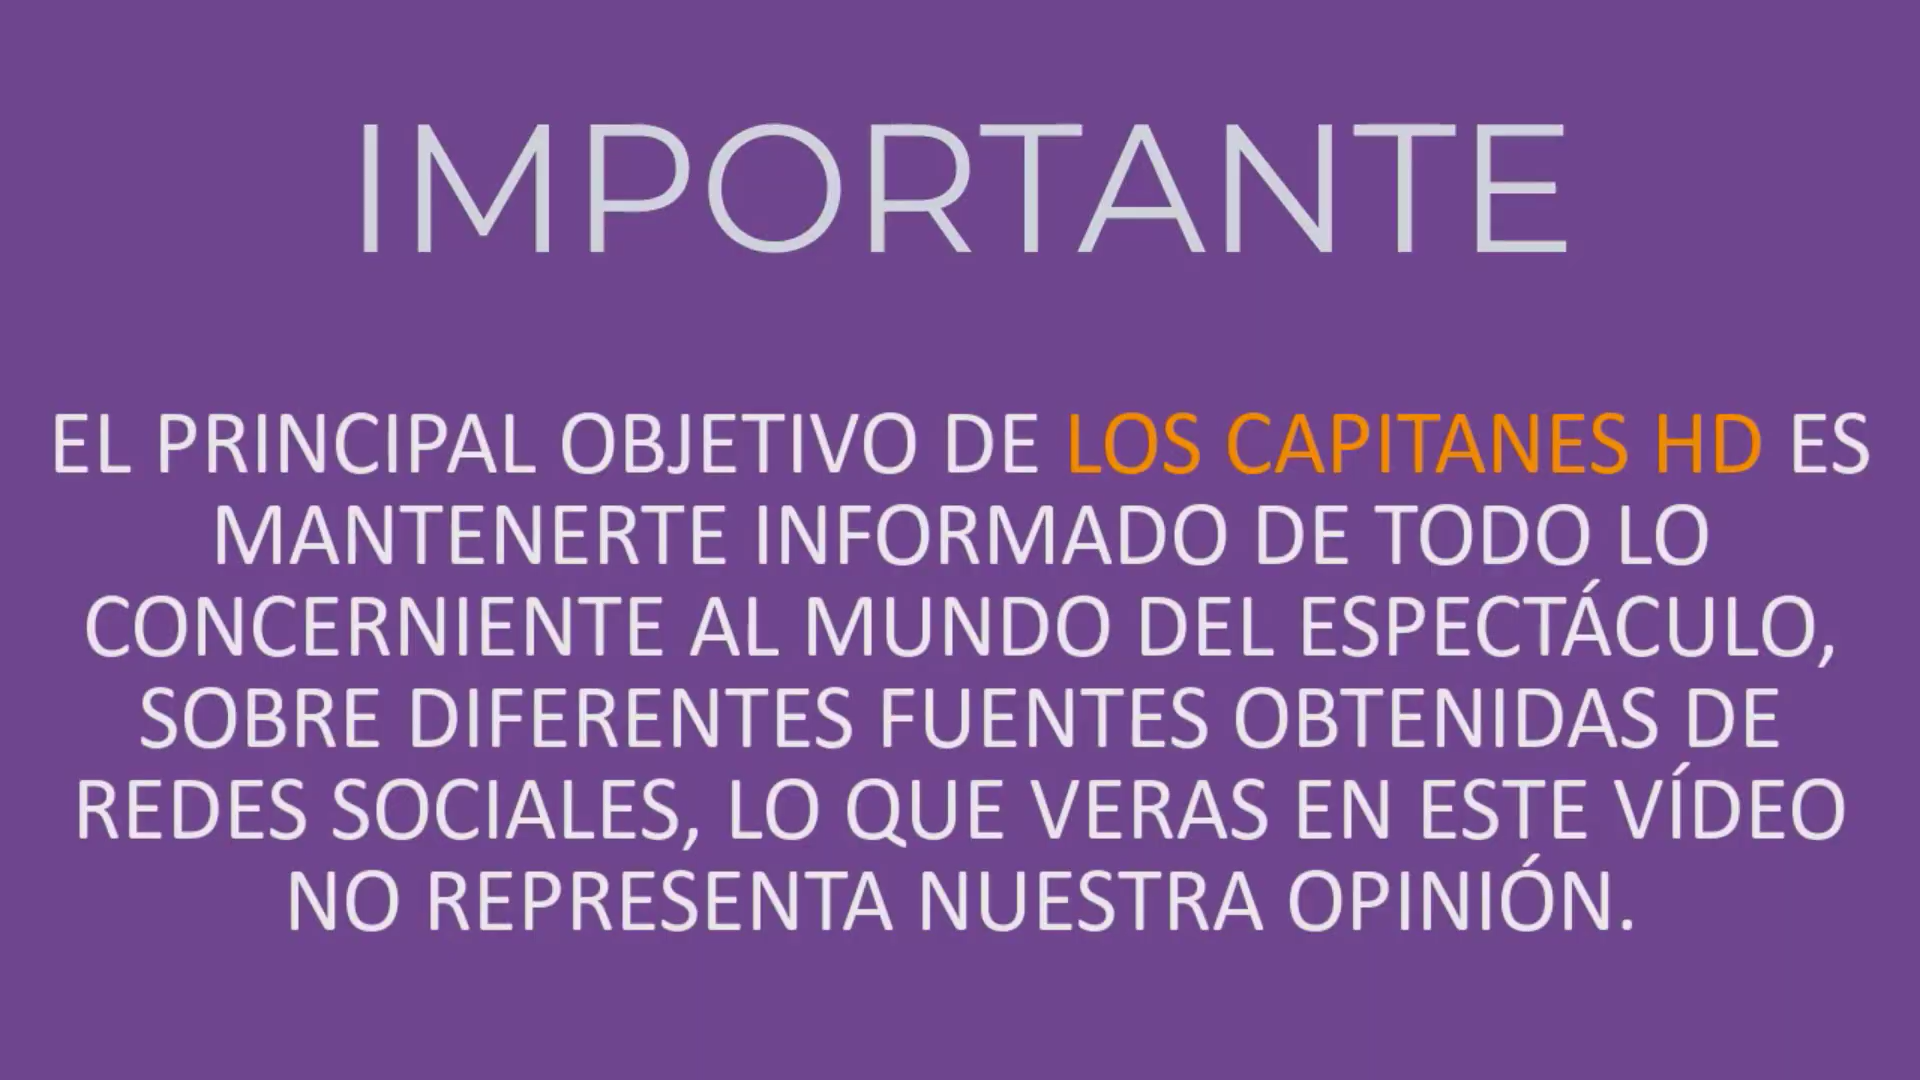 IMPORTANTE
EL PRINCIPAL OBJETIVO DE LOS CAPITANES HD ES
MANTENERTE INFORMADO DE TODO LO
CONCERNIENTE AL MUNDO DEL ESPECTÁCULO,
SOBRE DIFERENTES FUENTES OBTENIDAS DE
REDES SOCIALES, LO QUE VERAS EN ESTE VÍDEO
NO REPRESENTA NUESTRA OPINIÓN.